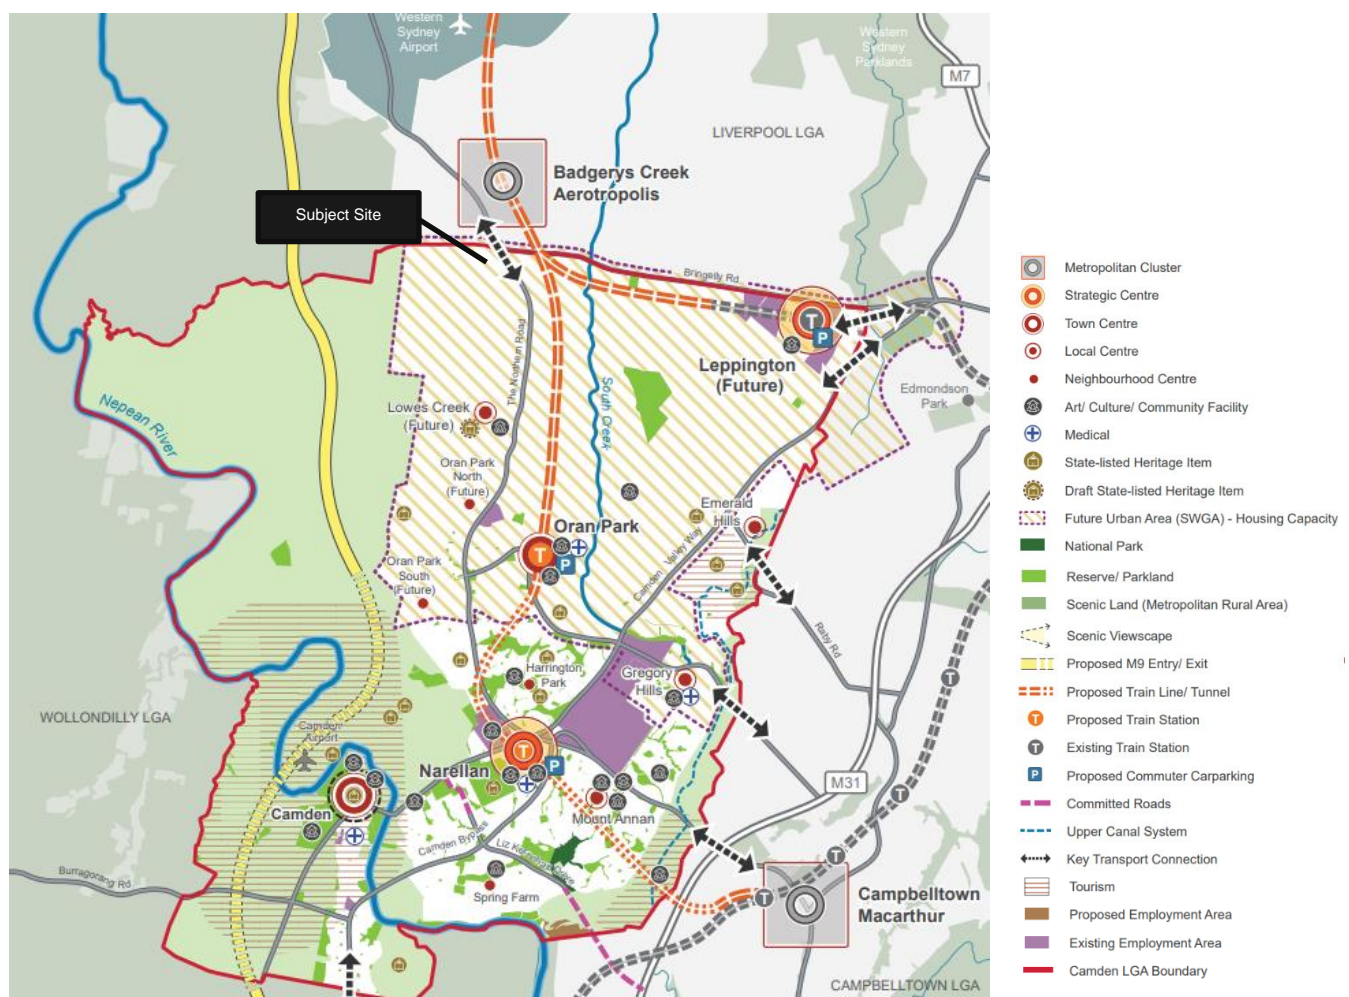 Western
Sydney
Airport
Western
Sydney
Parklands
M7
LIVERPOOL LGA
Badgerys Creek
Aerotropolis
Subject Site
Bringelly Rd
T
P
Leppington
(Future)
Edmondson
Park
The Northern Road
South Creek
Nepean River
Lowes Creek
(Future)
Oran Park
North
(Future)
Emerald
Hills
Oran Park
T
P
Camden Valley Way
Oran Park
South
(Future)
Raby Rd
Harrington
Park
Gregory
Hills
T
WOLLONDILLY LGA
Camden
Airport
Narellan
T
P
M31
T
Camden
Mount Annan
Camden Bypass
Liz Kernohan Drive
T
Burragorang Rd
Spring Farm
T
Campbelltown
Macarthur
CAMPBELLTOWN LGA
Metropolitan Cluster
Strategic Centre
Town Centre
Local Centre
Neighbourhood Centre
Art/ Culture/ Community Facility
Medical
State-listed Heritage Item
Draft State-listed Heritage Item
Future Urban Area (SWGA) - Housing Capacity
National Park
Reserve/ Parkland
Scenic Land (Metropolitan Rural Area)
Scenic Viewscape
Proposed M9 Entry/ Exit
Proposed Train Line/ Tunnel
T Proposed Train Station
T Existing Train Station
P Proposed Commuter Carparking
Committed Roads
Upper Canal System
Key Transport Connection
Tourism
Proposed Employment Area
Existing Employment Area
Camden LGA Boundary